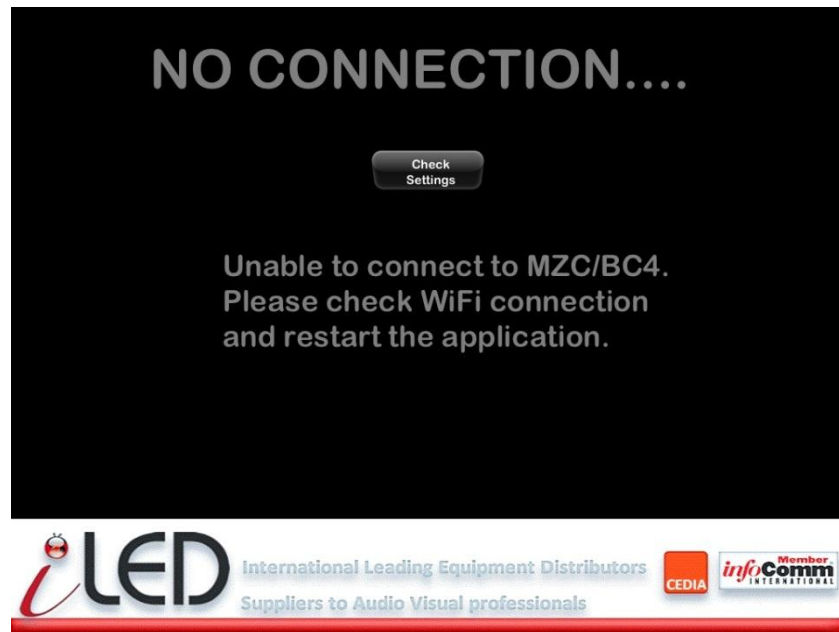 NO CONNECTION....
Check
Settings
Unable to connect to MZC/BC4.
Please check WiFi connection
and restart the application.
iLED
International Leading Equipment Distributors
Suppliers to Audio Visual professionals
CEDIA
Member
infoComm
INTERNATIONAL